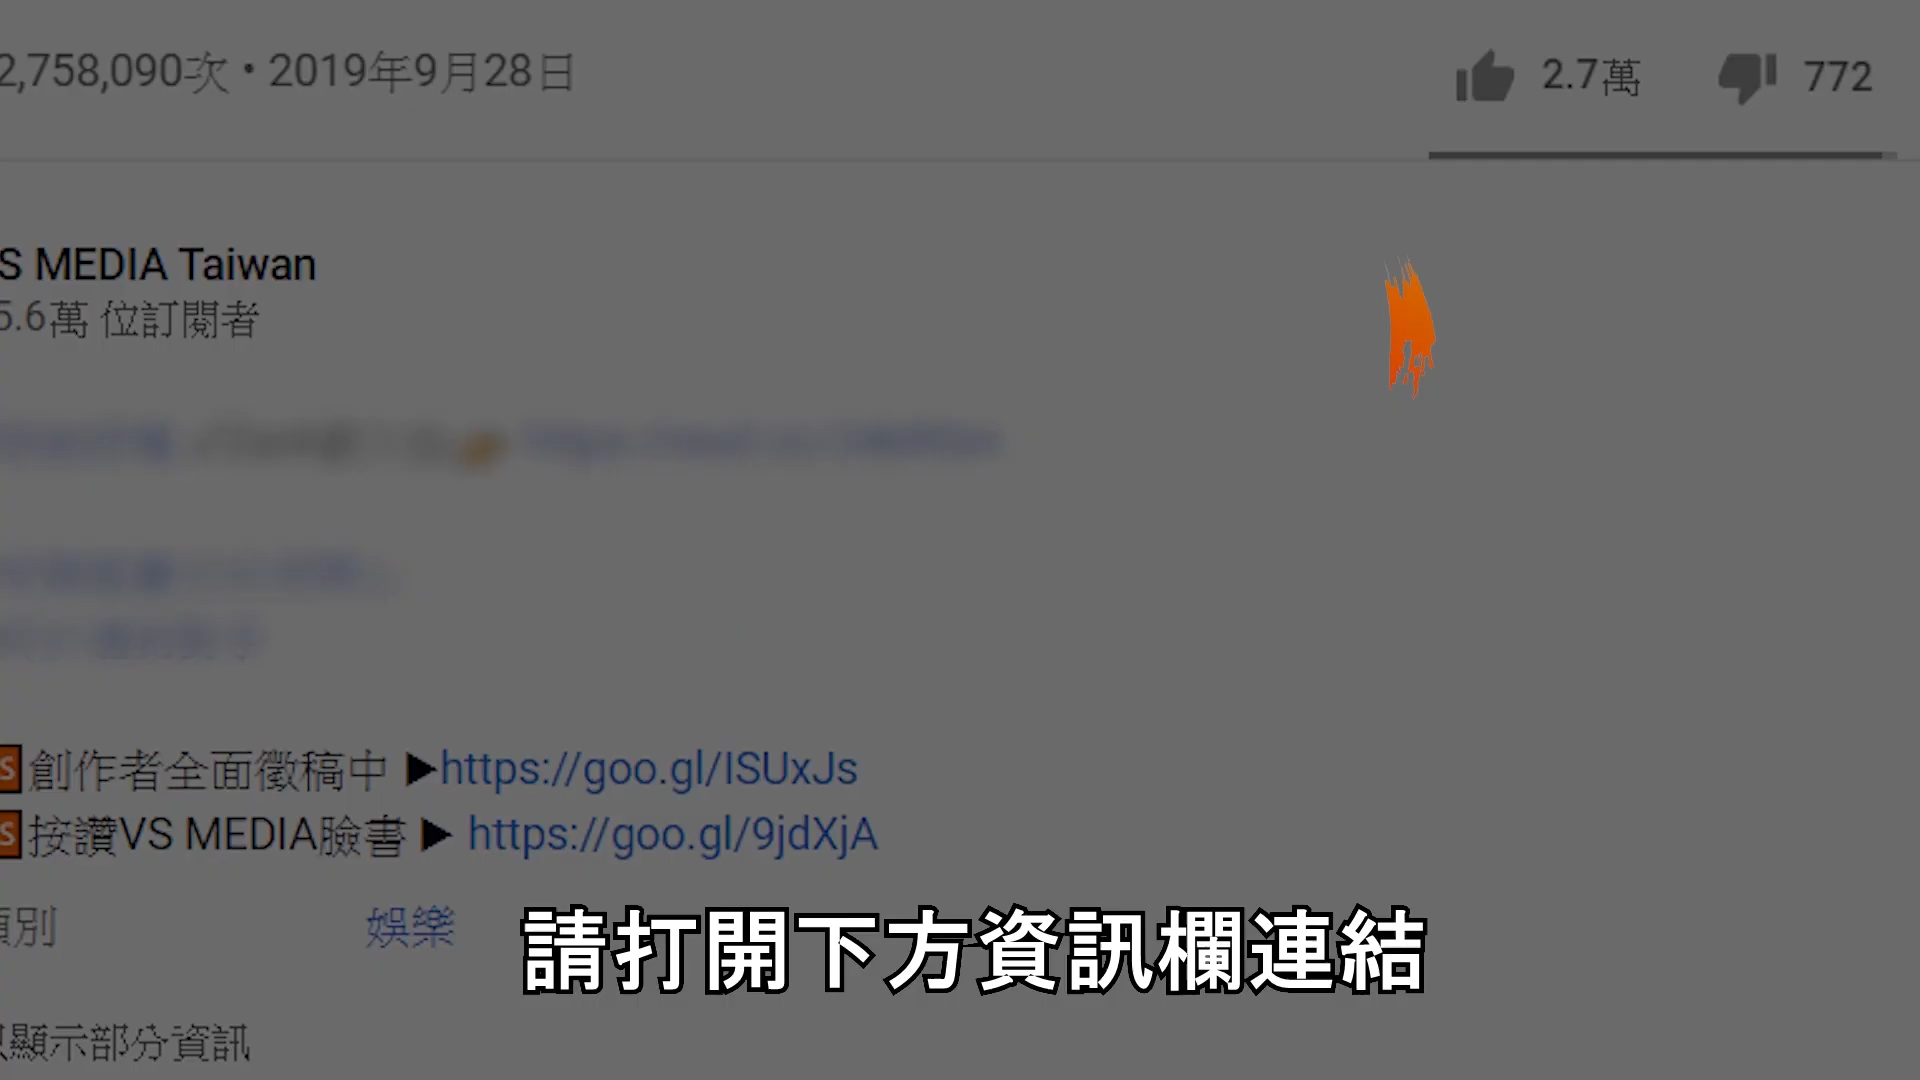 2,758,090次 • 2019年9月28日
2.7萬
772
S MEDIA Taiwan
5.6萬 位訂閱者
創作者全面徵稿中 ▶https://goo.gl/ISUxJs
按讚VS MEDIA臉書 ▶ https://goo.gl/9jdXjA
類別 娛樂
請打開下方資訊欄連結
只顯示部分資訊